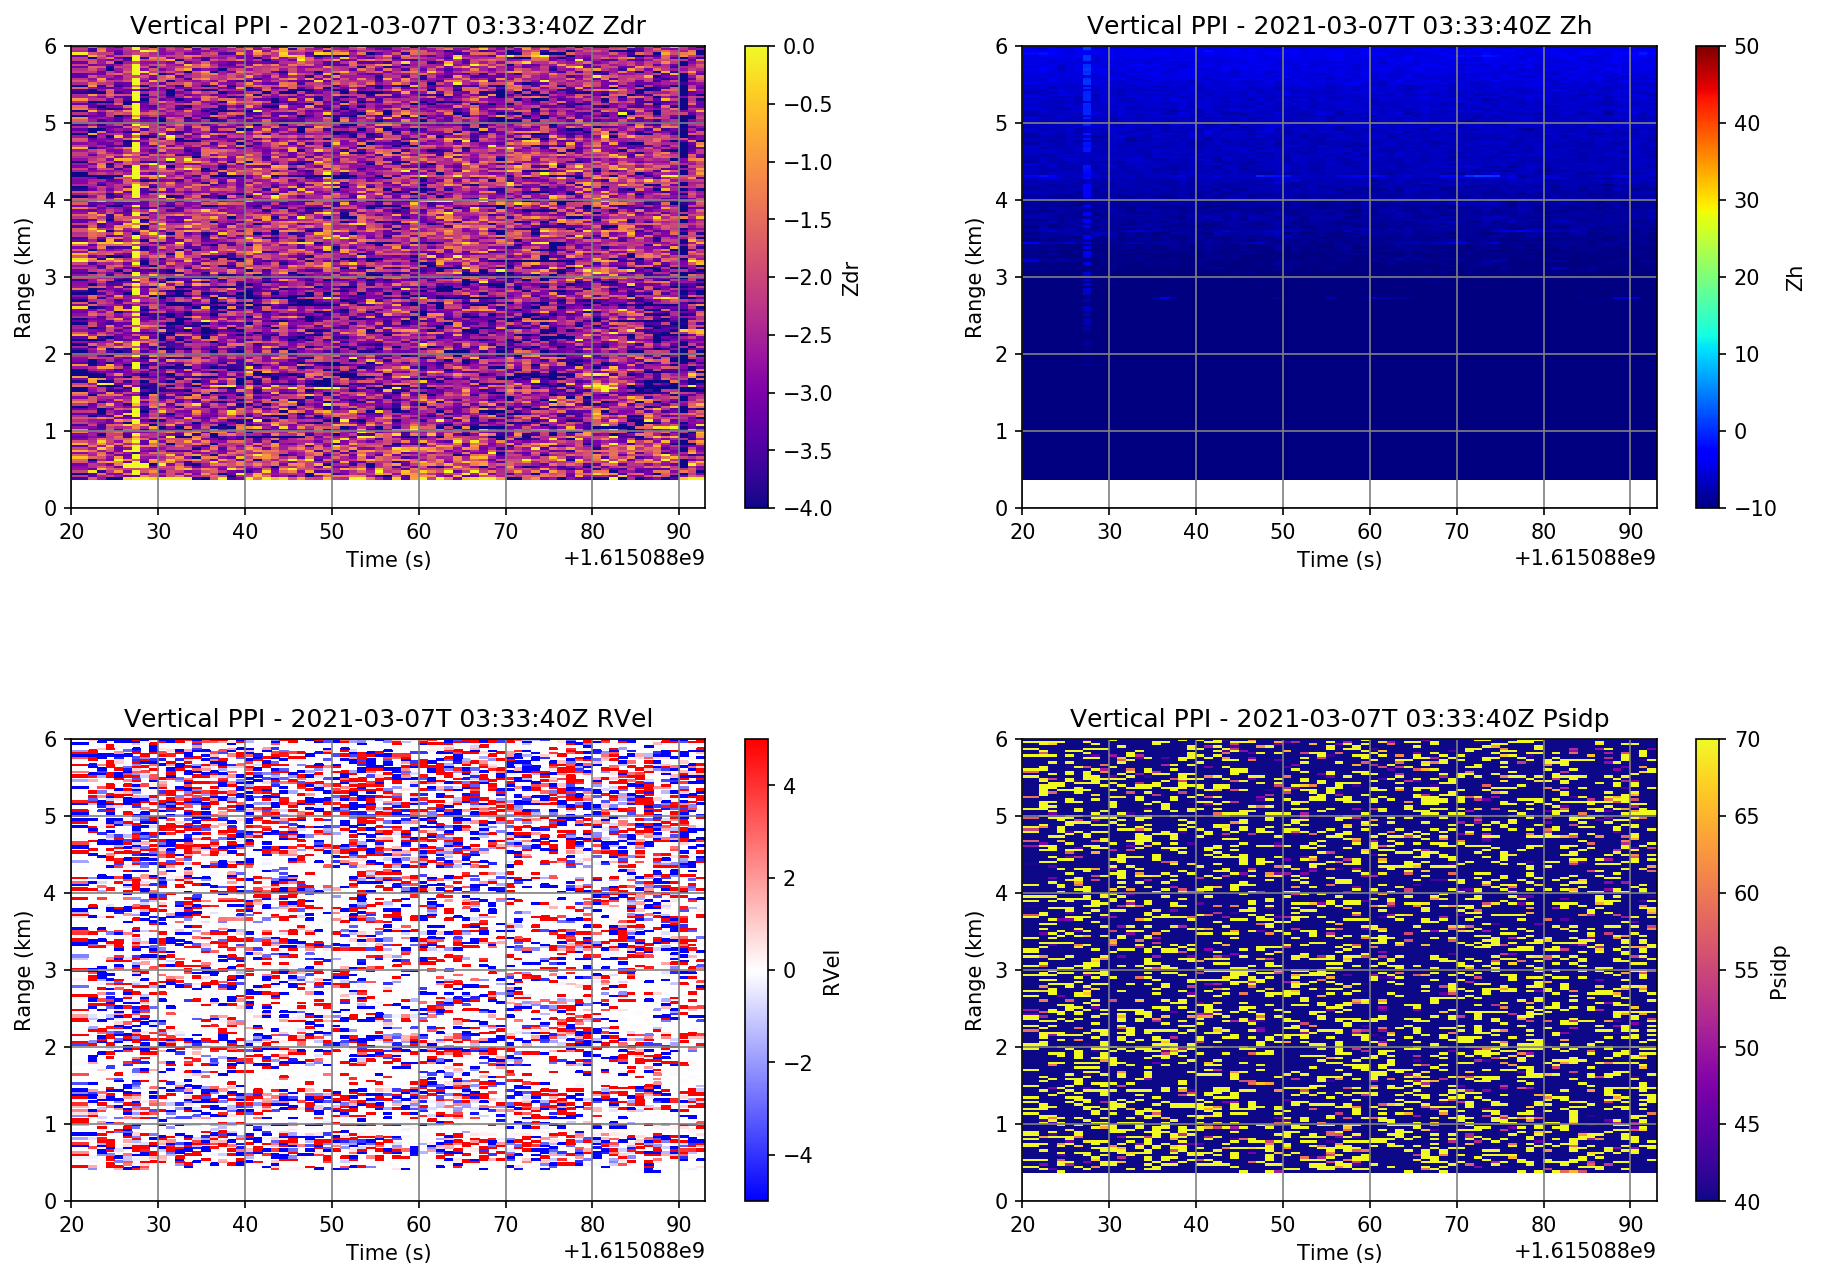 Vertical PPI - 2021-03-07T 03:33:40Z Zdr
6
5
4
3
2
1
0
Range (km)
20 30 40 50 60 70 80 90
Time (s)
+1.615088e9
0.0
−0.5
−1.0
−1.5
−2.0
−2.5
−3.0
−3.5
−4.0
Zdr
Vertical PPI - 2021-03-07T 03:33:40Z Zh
6
5
4
3
2
1
0
Range (km)
20 30 40 50 60 70 80 90
Time (s)
+1.615088e9
50
40
30
20
10
0
−10
Zh
Vertical PPI - 2021-03-07T 03:33:40Z RVel
6
5
4
3
2
1
0
Range (km)
20 30 40 50 60 70 80 90
Time (s)
+1.615088e9
4
2
0
−2
−4
RVel
Vertical PPI - 2021-03-07T 03:33:40Z Psidp
6
5
4
3
2
1
0
Range (km)
20 30 40 50 60 70 80 90
Time (s)
+1.615088e9
70
65
60
55
50
45
40
Psidp